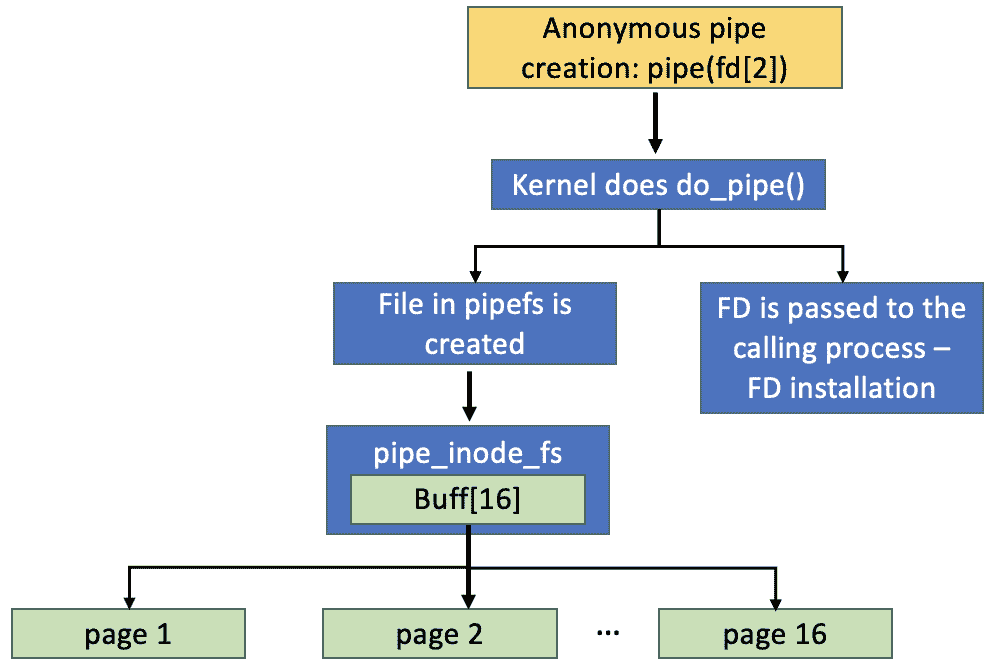 Anonymous pipe
creation: pipe(fd[2])
Kernel does do_pipe()
File in pipefs is
created
FD is passed to the
calling process –
FD installation
pipe_inode_fs
Buff[16]
page 1
page 2
...
page 16